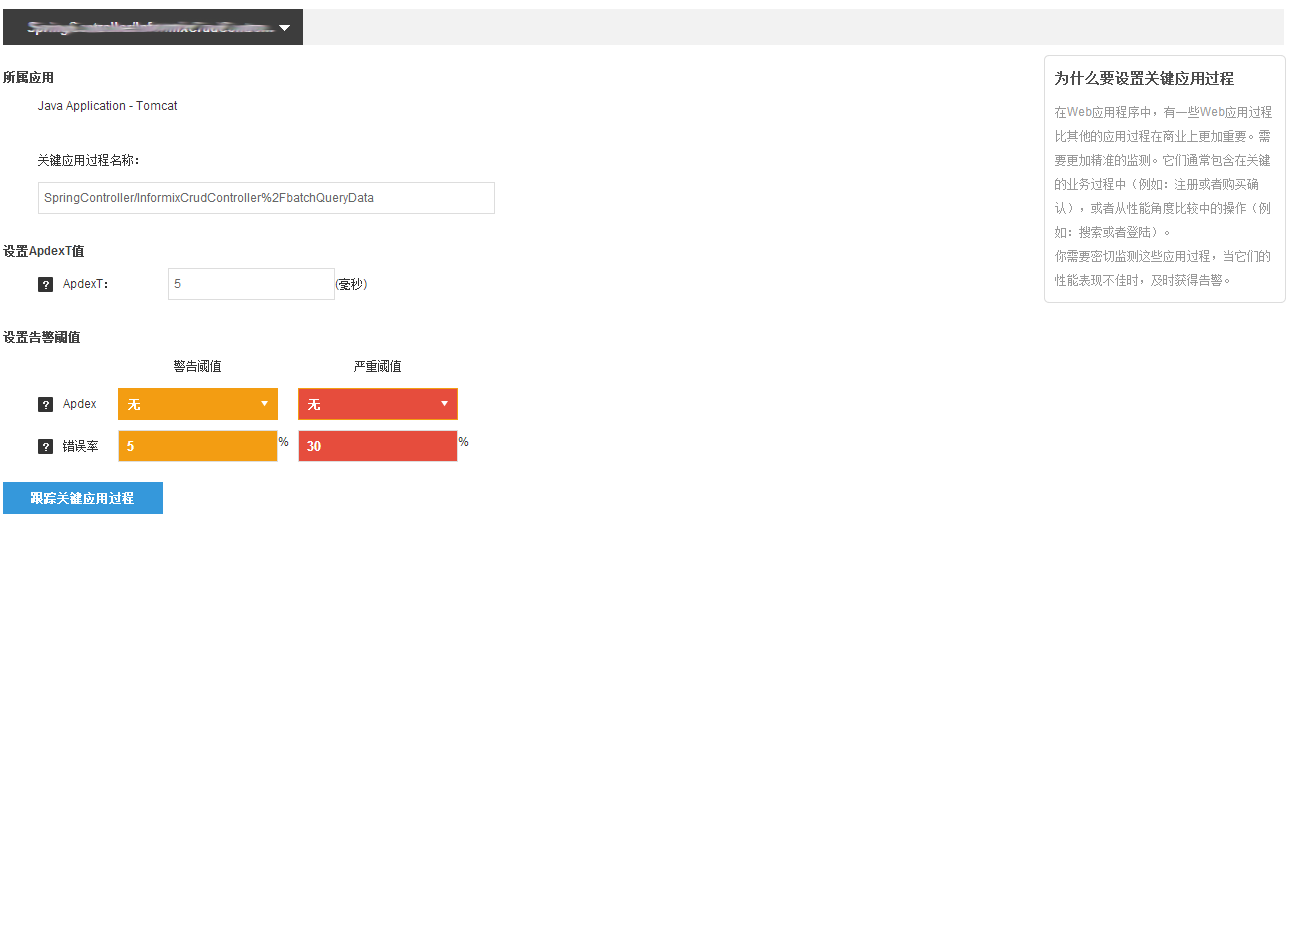 所属应用
Java Application - Tomcat
关键应用过程名称：
SpringController/InformixCrudController%2FbatchQueryData
设置ApdexT值
? ApdexT： 5 (毫秒)
设置告警阈值
警告阈值 严重阈值
? Apdex 无 无
? 错误率 5 % 30 %
跟踪关键应用过程
为什么要设置关键应用过程
在Web应用程序中，有一些Web应用过程
比其他的应用过程在商业上更加重要。需
要更加精准的监测。它们通常包含在关键
的业务过程中（例如：注册或者购买确
认），或者从性能角度比较中的操作（例
如：搜索或者登陆）。
你需要密切监测这些应用过程，当它们的
性能表现不佳时，及时获得告警。